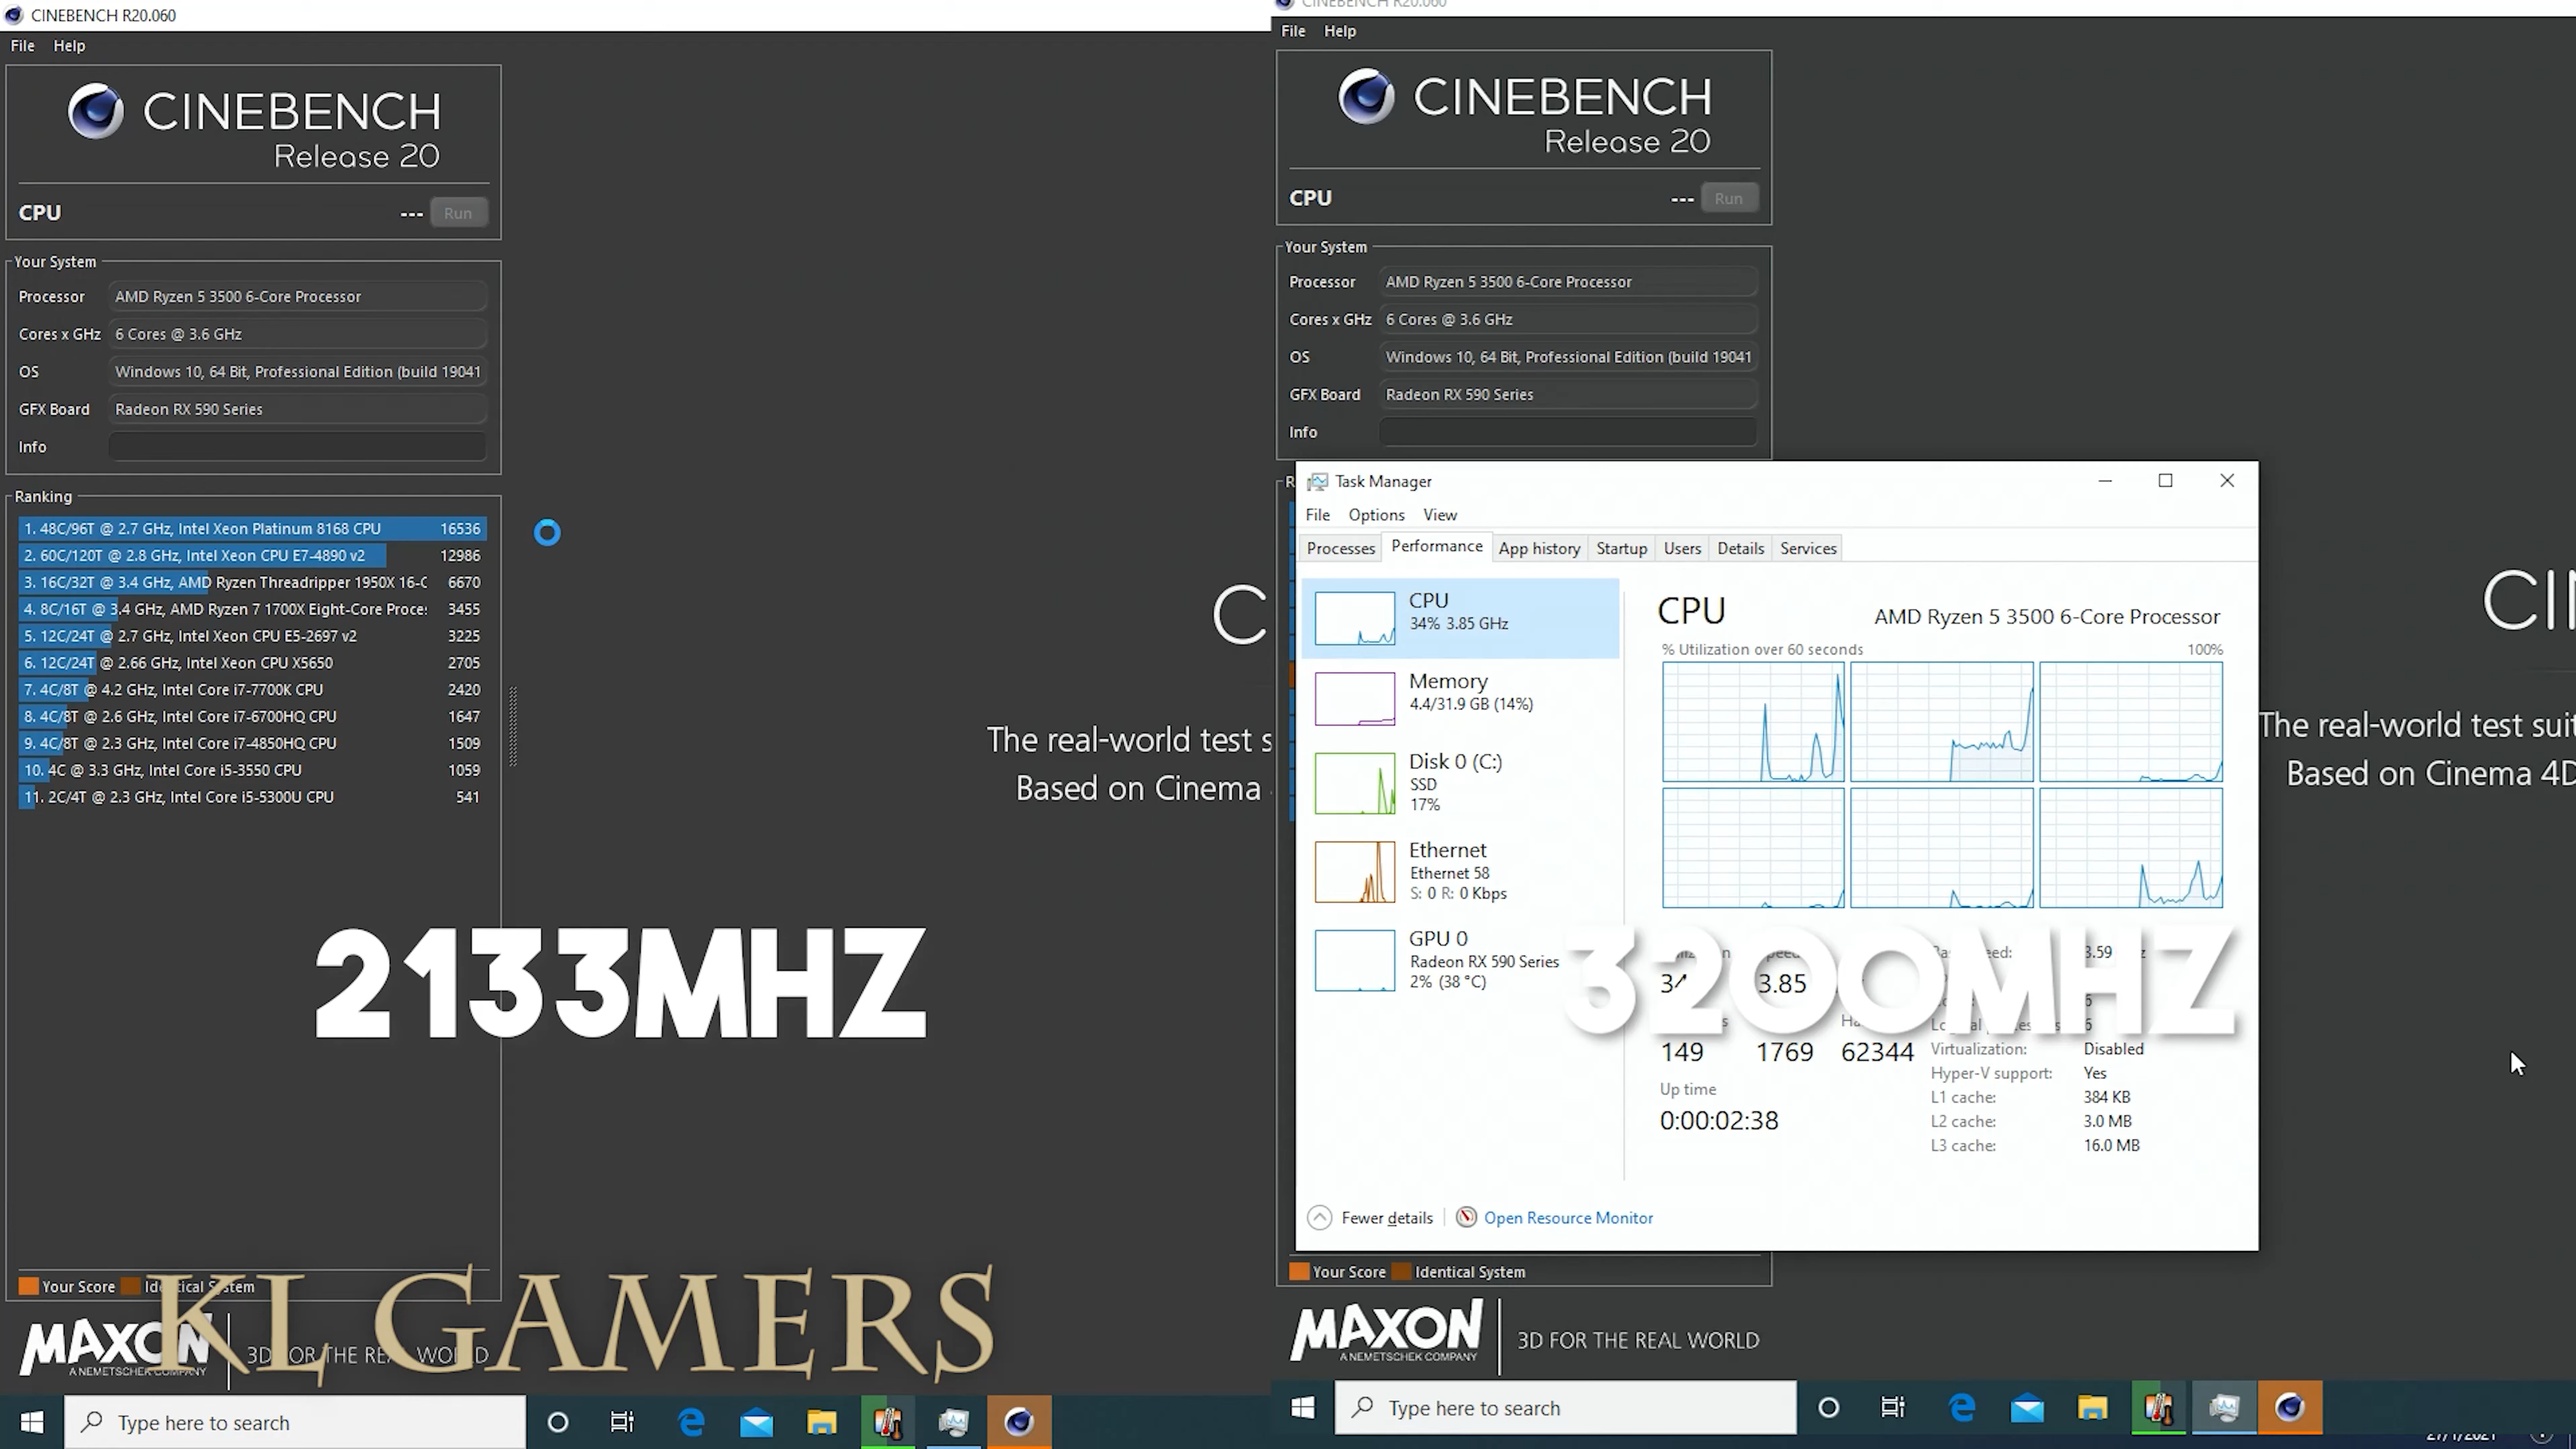 CINEBENCH R20.060
File Help
CINEBENCH
Release 20
CPU --- Run
Your System
Processor AMD Ryzen 5 3500 6-Core Processor
Cores x GHz 6 Cores @ 3.6 GHz
OS Windows 10, 64 Bit, Professional Edition (build 19041
GFX Board Radeon RX 590 Series
Info
Ranking
1. 48C/96T @ 2.7 GHz, Intel Xeon Platinum 8168 CPU 16536
2. 60C/120T @ 2.8 GHz, Intel Xeon CPU E7-4890 v2 12986
3. 16C/32T @ 3.4 GHz, AMD Ryzen Threadripper 1950X 16-C 6670
4. 8C/16T @ 3.4 GHz, AMD Ryzen 7 1700X Eight-Core Proce: 3455
5. 12C/24T @ 2.7 GHz, Intel Xeon CPU E5-2697 v2 3225
6. 12C/24T @ 2.66 GHz, Intel Xeon CPU X5650 2705
7. 4C/8T @ 4.2 GHz, Intel Core i7-7700K CPU 2420
8. 4C/8T @ 2.6 GHz, Intel Core i7-6700HQ CPU 1647
9. 4C/8T @ 2.3 GHz, Intel Core i7-4850HQ CPU 1509
10. 4C @ 3.3 GHz, Intel Core i5-3550 CPU 1059
11. 2C/4T @ 2.3 GHz, Intel Core i5-5300U CPU 541
C
The real-world test s
Based on Cinema
2133MHZ
Your Score Identical System
KL GAMERS
MAXON
A NEMETSCHEK COMPANY
3D FOR THE REAL WORLD
Type here to search
CINEBENCH R20.060
File Help
CINEBENCH
Release 20
CPU --- Run
Your System
Processor AMD Ryzen 5 3500 6-Core Processor
Cores x GHz 6 Cores @ 3.6 GHz
OS Windows 10, 64 Bit, Professional Edition (build 19041
GFX Board Radeon RX 590 Series
Info
R
Task Manager
File Options View
Processes Performance App history Startup Users Details Services
CPU
34% 3.85 GHz
Memory
4.4/31.9 GB (14%)
Disk 0 (C:)
SSD
17%
Ethernet
Ethernet 58
S: 0 R: 0 Kbps
GPU 0
Radeon RX 590 Series
2% (38 °C)
CPU AMD Ryzen 5 3500 6-Core Processor
% Utilization over 60 seconds 100%
3200MHZ
3.85
3.59
149 1769 62344
Virtualization: Disabled
Hyper-V support: Yes
L1 cache: 384 KB
L2 cache: 3.0 MB
L3 cache: 16.0 MB
Up time
0:00:02:38
Fewer details Open Resource Monitor
CIN
The real-world test suit
Based on Cinema 4D
Your Score Identical System
MAXON
A NEMETSCHEK COMPANY
3D FOR THE REAL WORLD
Type here to search
27/1/2021